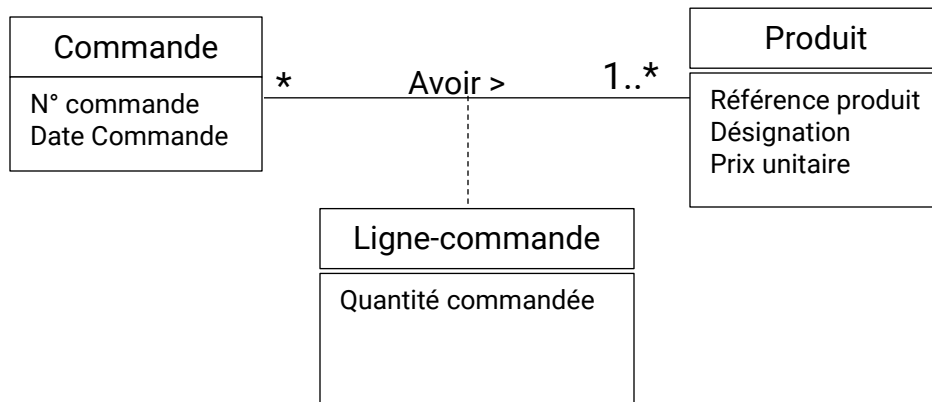 Commande
N° commande
Date Commande
*
Avoir >
1..*
Produit
Référence produit
Désignation
Prix unitaire
Ligne-commande
Quantité commandée